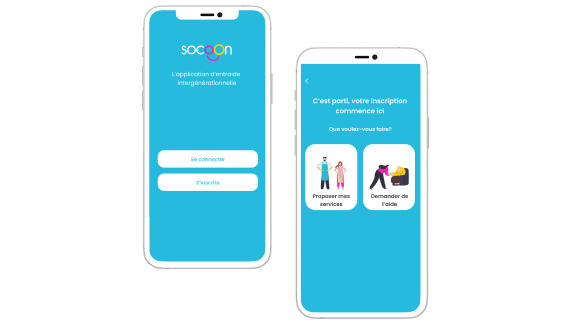 socoon
L'application d'entraide
intergénérationnelle
Se connecter
S'inscrire
C'est parti, votre inscription
commence ici
Que voulez-vous faire?
Proposer mes
services
Demander de
l'aide